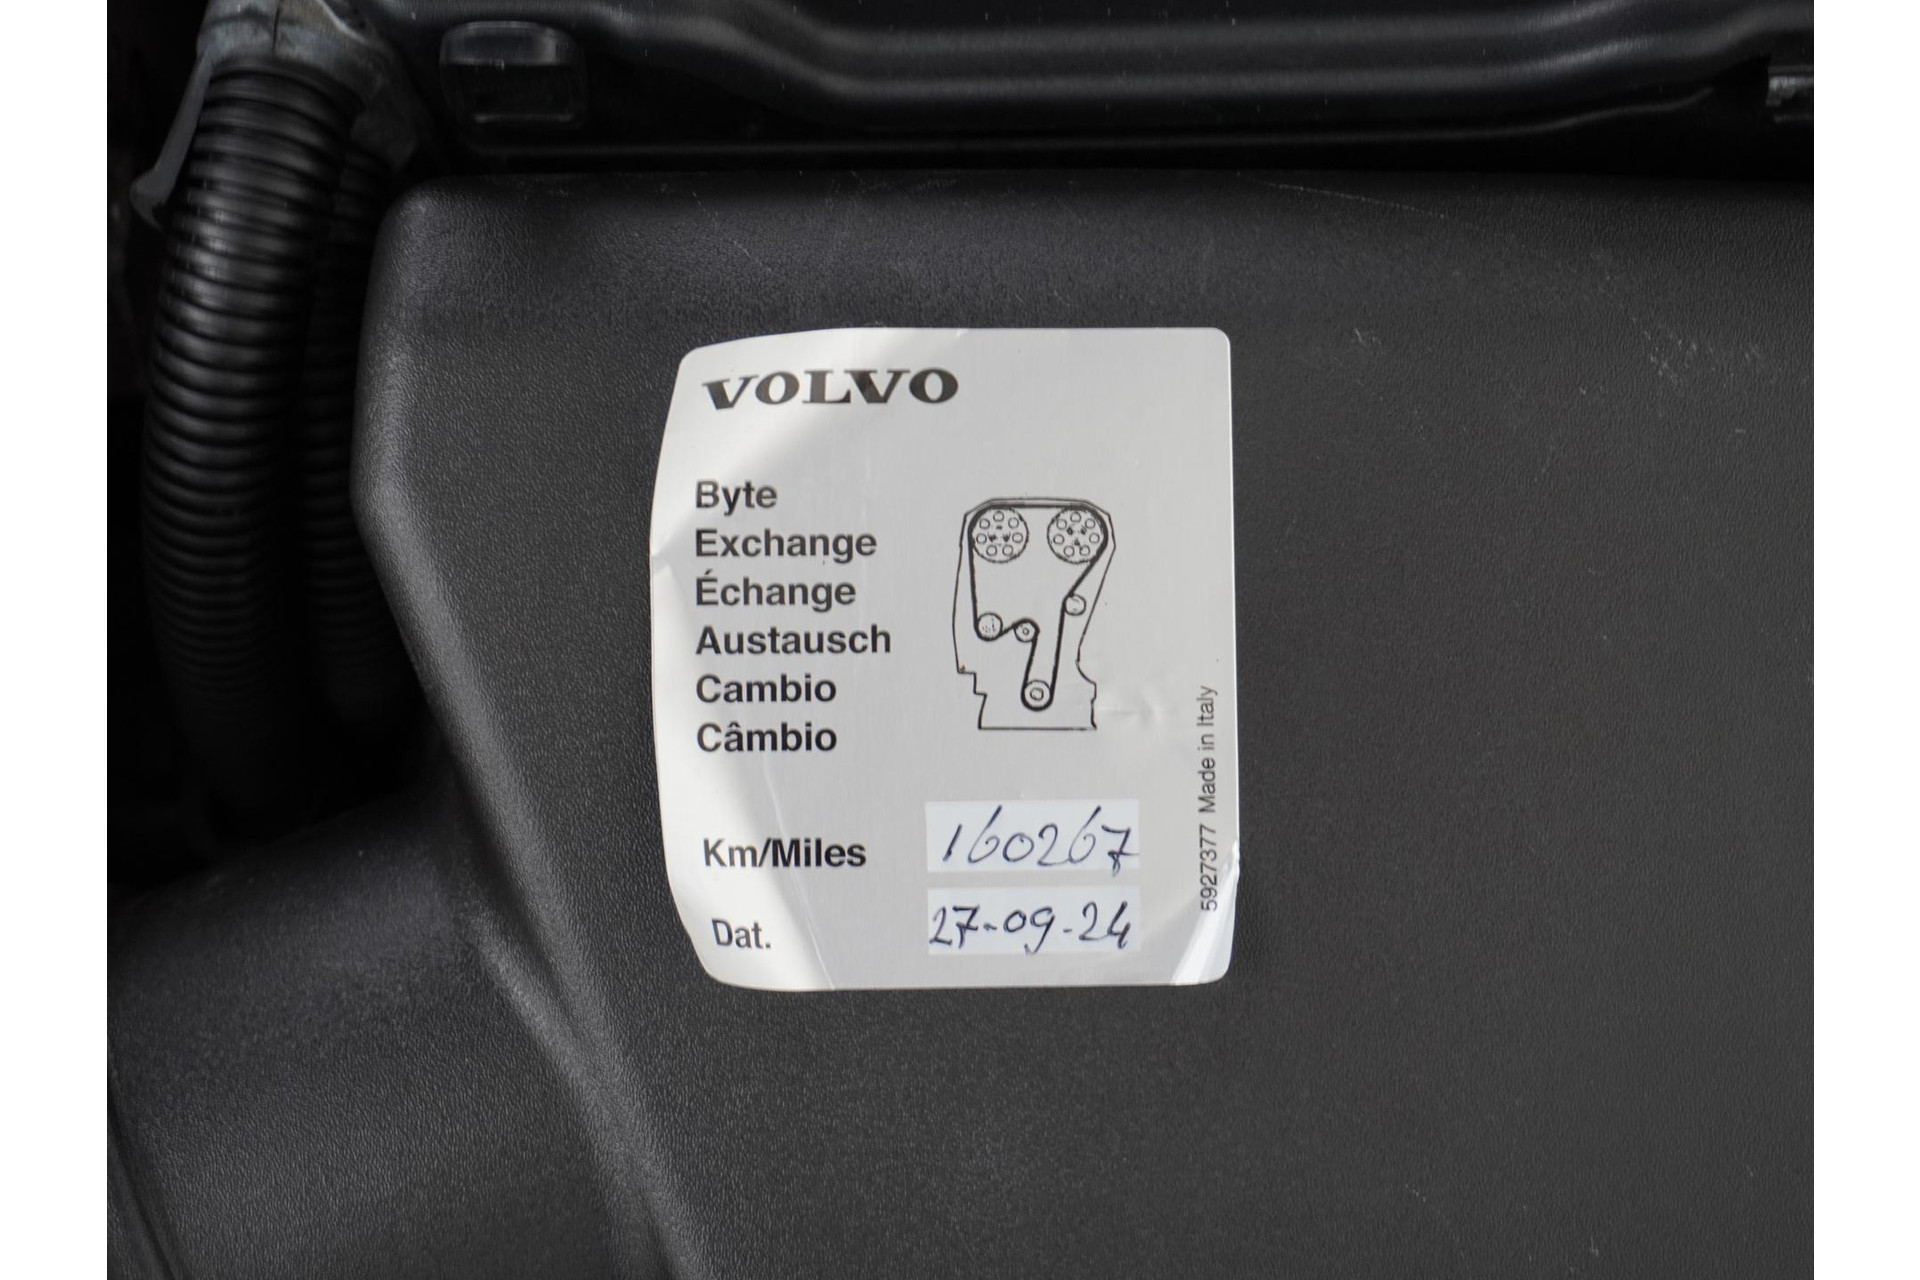 VOLVO
Byte
Exchange
Échange
Austausch
Cambio
Câmbio
Km/Miles 160267
Dat. 27-09-24
5927377 Made in Italy